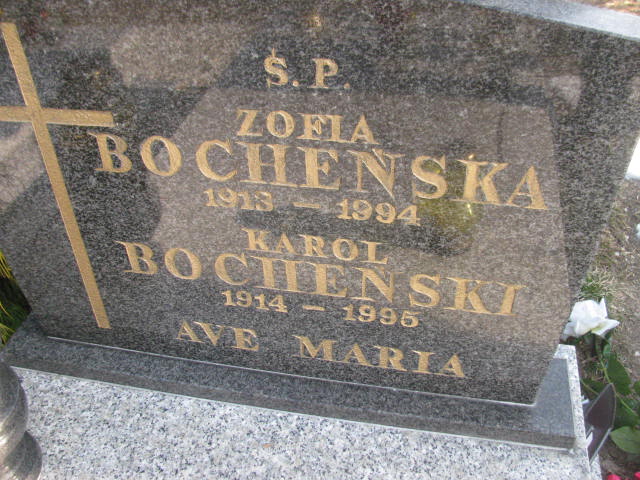 Ś.P.
ZOFIA
BOCHEŃSKA
1913 - 1994
KAROL
BOCHEŃSKI
1914 - 1995
AVE MARIA